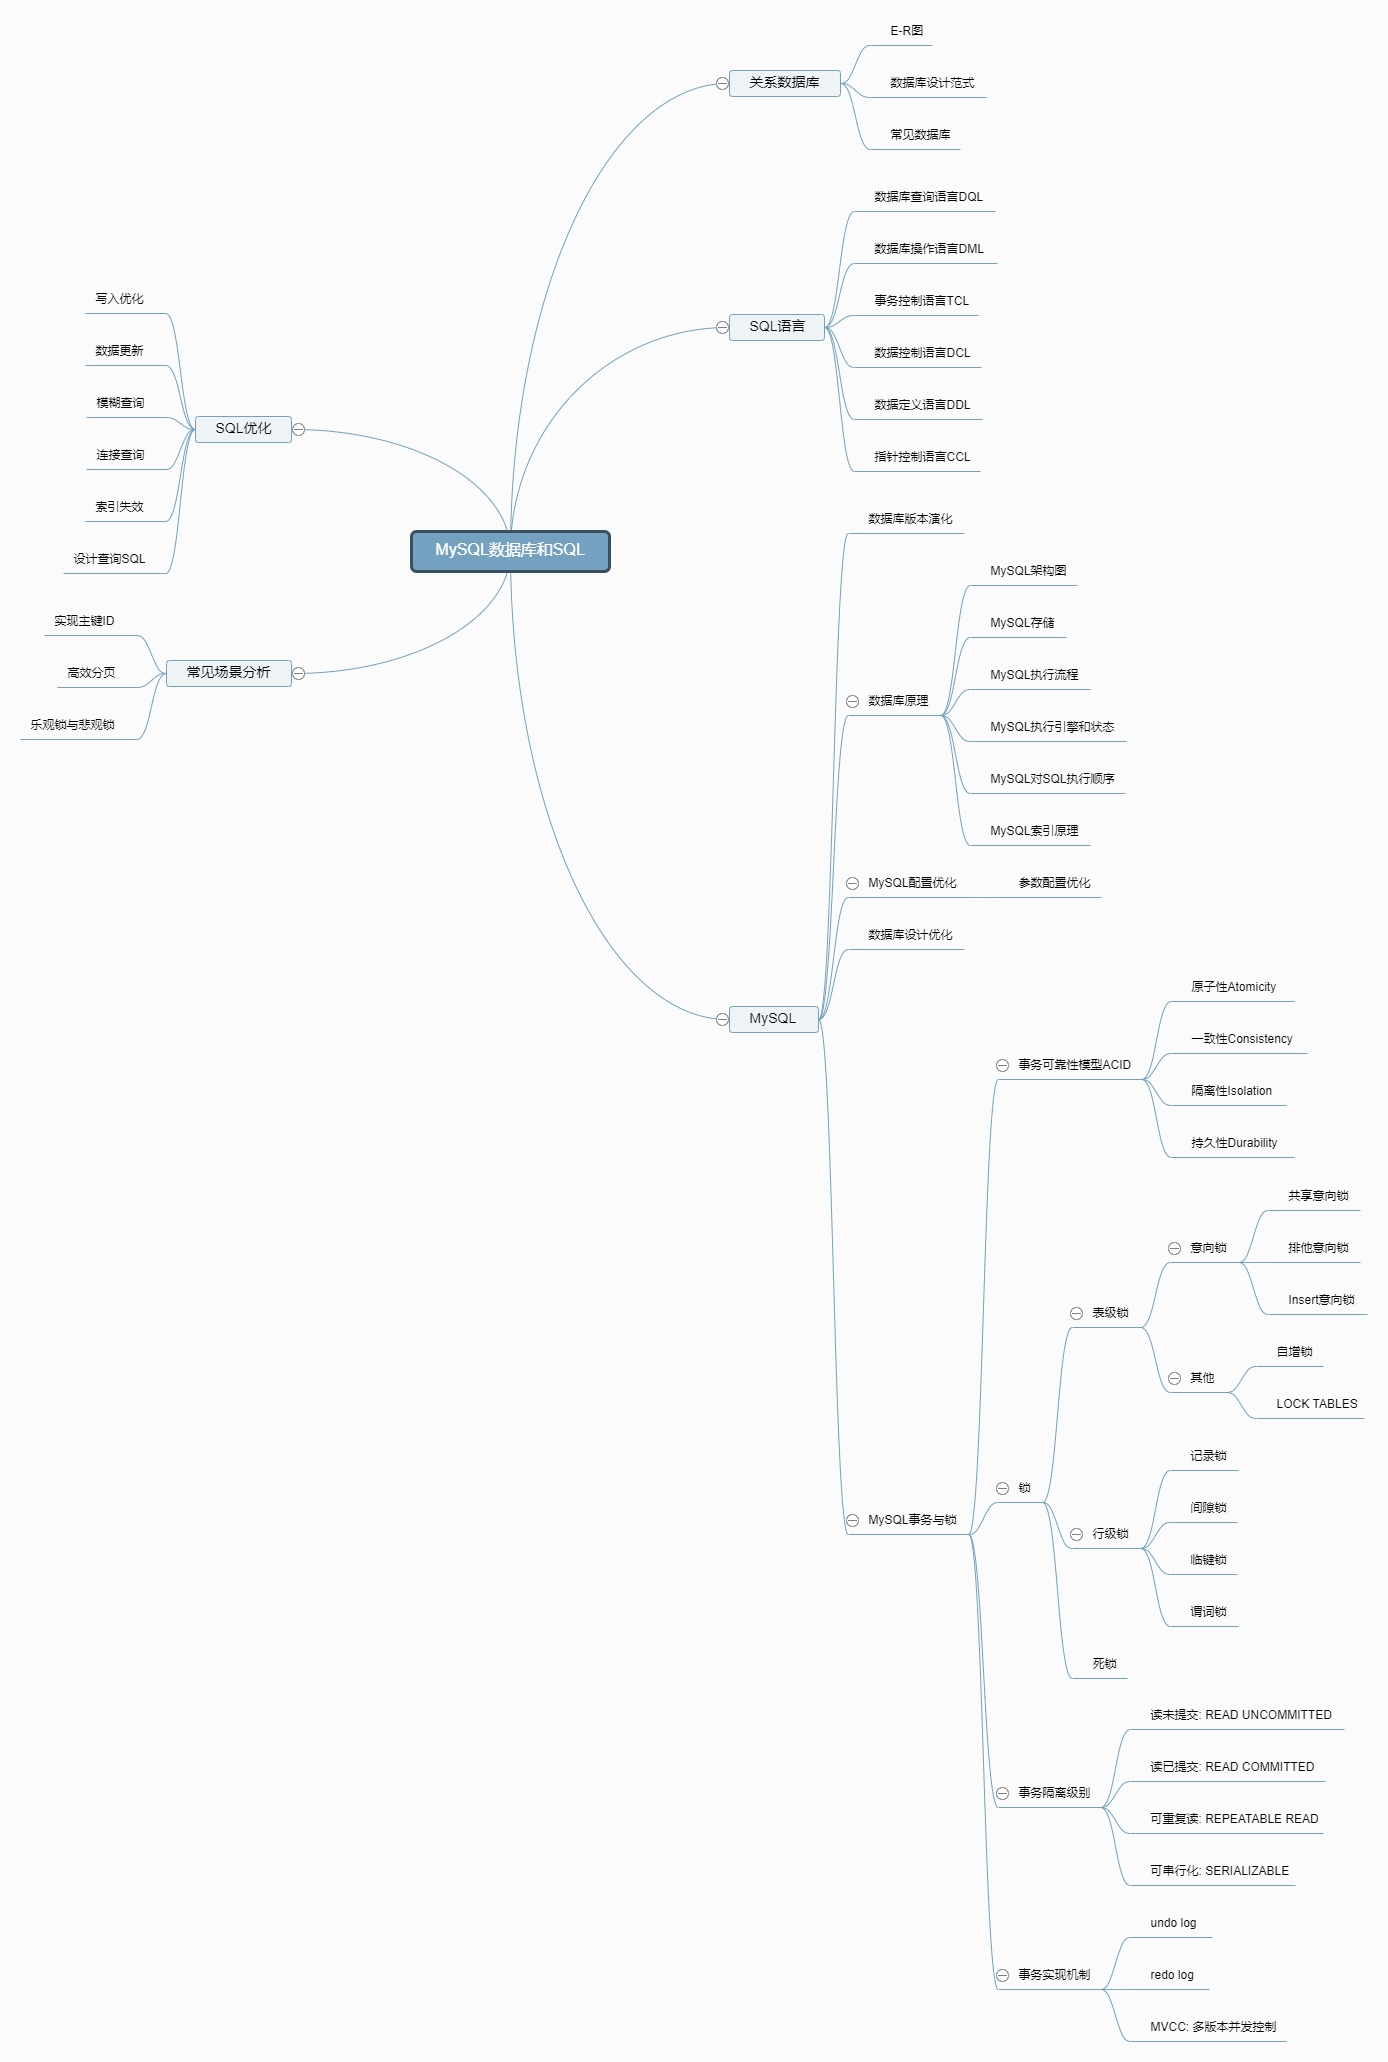 MySQL数据库和SQL
关系数据库
E-R图
数据库设计范式
常见数据库
SQL语言
数据库查询语言DQL
数据库操作语言DML
事务控制语言TCL
数据控制语言DCL
数据定义语言DDL
指针控制语言CCL
MySQL
数据库版本演化
数据库原理
MySQL架构图
MySQL存储
MySQL执行流程
MySQL执行引擎和状态
MySQL对SQL执行顺序
MySQL索引原理
MySQL配置优化
参数配置优化
数据库设计优化
MySQL事务与锁
事务可靠性模型ACID
原子性Atomicity
一致性Consistency
隔离性Isolation
持久性Durability
锁
表级锁
意向锁
共享意向锁
排他意向锁
Insert意向锁
其他
自增锁
LOCK TABLES
行级锁
记录锁
间隙锁
临键锁
谓词锁
死锁
事务隔离级别
读未提交: READ UNCOMMITTED
读已提交: READ COMMITTED
可重复读: REPEATABLE READ
可串行化: SERIALIZABLE
事务实现机制
undo log
redo log
MVCC: 多版本并发控制
SQL优化
写入优化
数据更新
模糊查询
连接查询
索引失效
设计查询SQL
常见场景分析
实现主键ID
高效分页
乐观锁与悲观锁